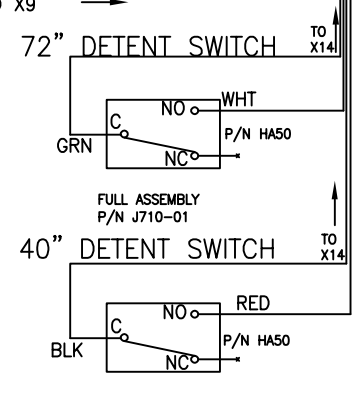 X9
72" DETENT SWITCH
TO
X14
NO
WHT
C
P/N HA50
GRN
NC
FULL ASSEMBLY
P/N J710-01
TO
X14
40" DETENT SWITCH
NO
RED
C
P/N HA50
BLK
NC